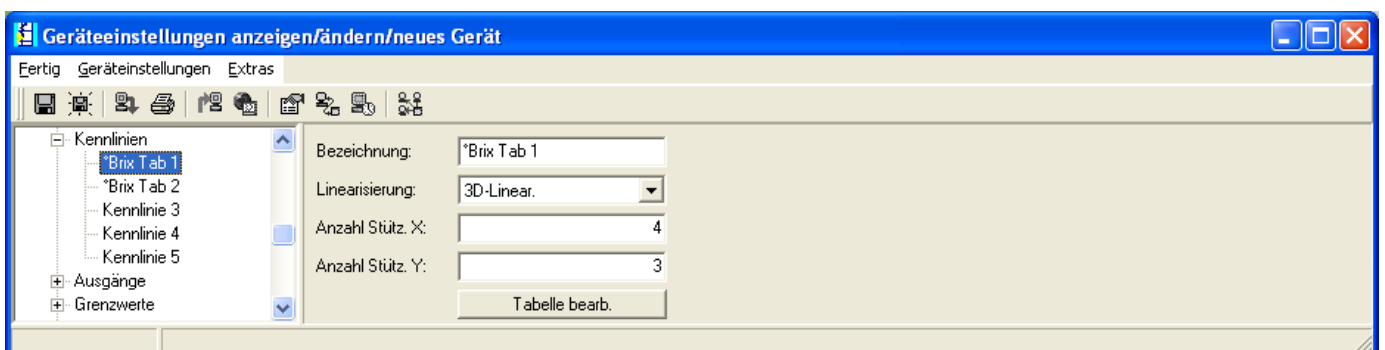 Geräteeinstellungen anzeigen/ändern/neues Gerät
Fertig Geräteinstellungen Extras
Kennlinien
°Brix Tab 1
°Brix Tab 2
Kennlinie 3
Kennlinie 4
Kennlinie 5
Ausgänge
Grenzwerte
Bezeichnung: °Brix Tab 1
Linearisierung: 3D-Linear.
Anzahl Stütz. X: 4
Anzahl Stütz. Y: 3
Tabelle bearb.